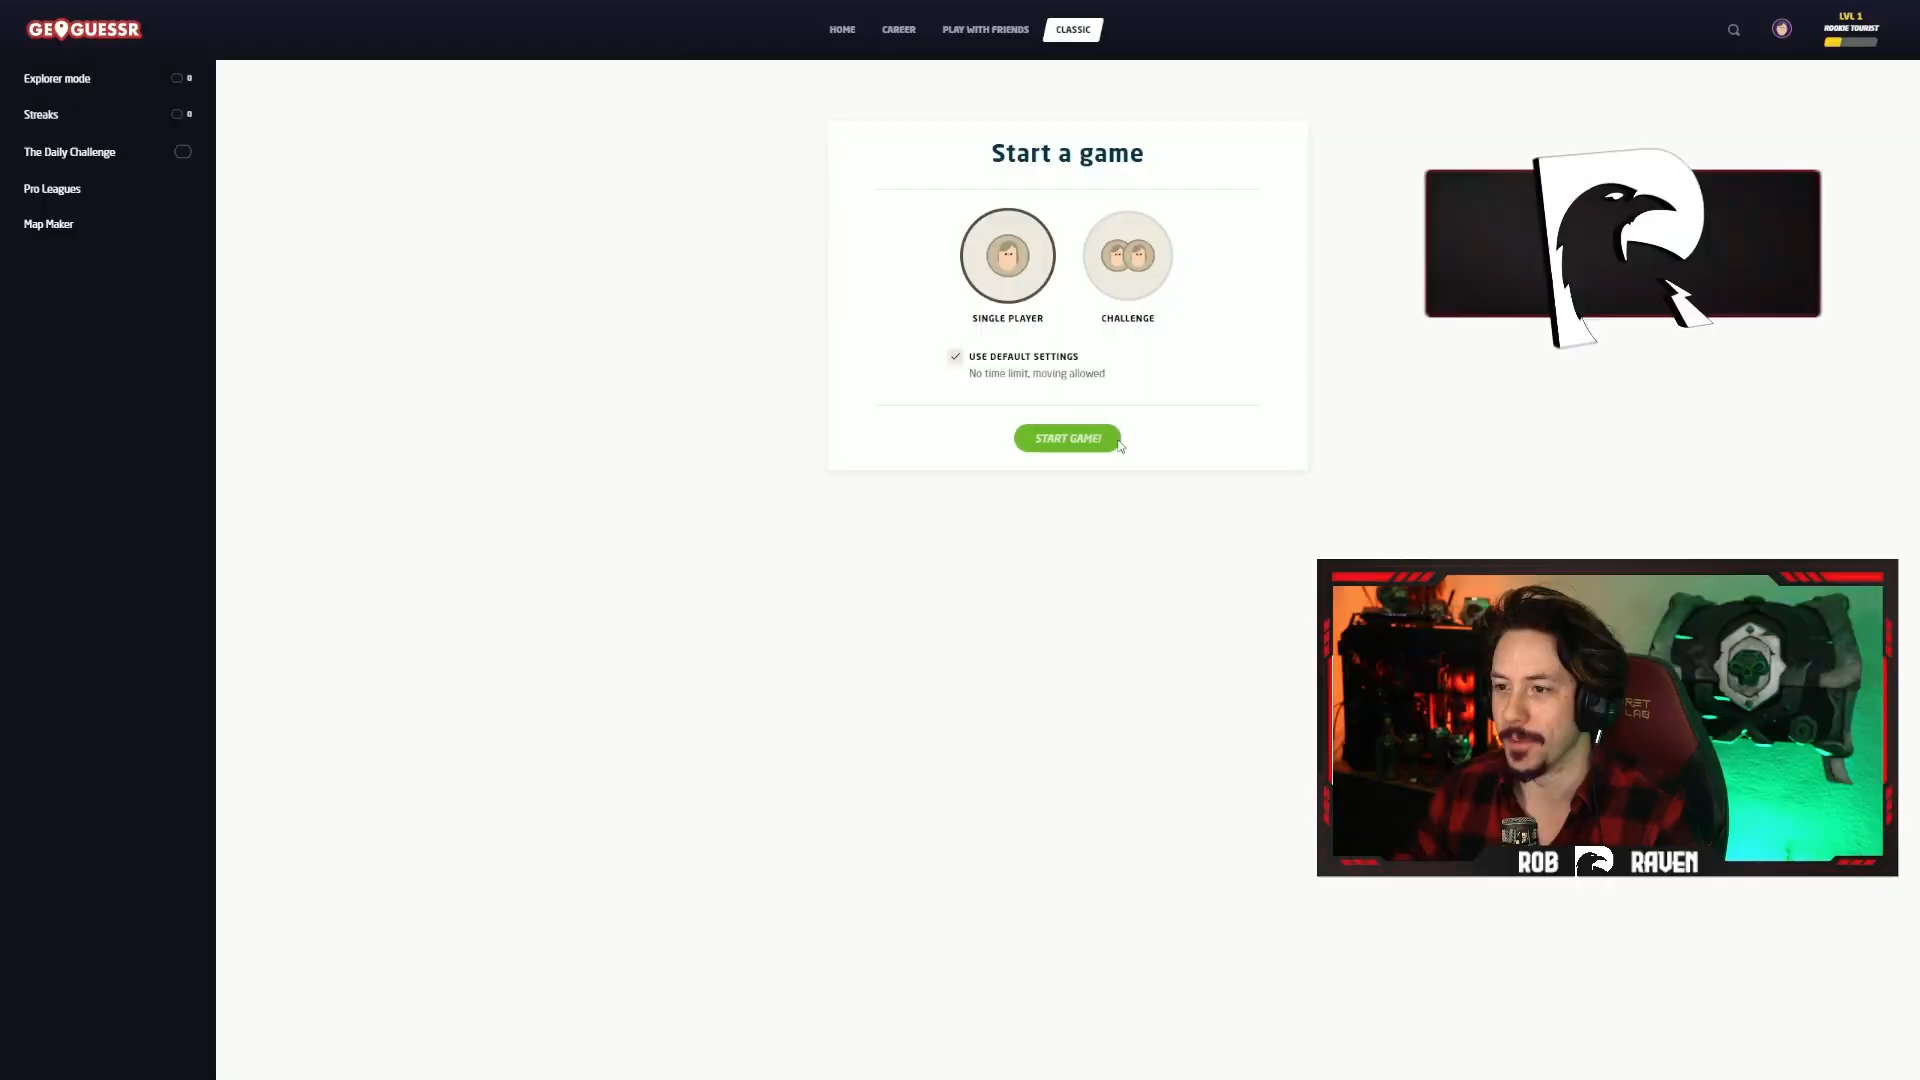 GEOGUESSR
HOME
CAREER
PLAY WITH FRIENDS
CLASSIC
LVL 1
ROOKIE TOURIST
Explorer mode 0
Streaks 0
The Daily Challenge
Pro Leagues
Map Maker
Start a game
SINGLE PLAYER
CHALLENGE
USE DEFAULT SETTINGS
No time limit, moving allowed
START GAME!
RET
LAB
ROB RAVEN